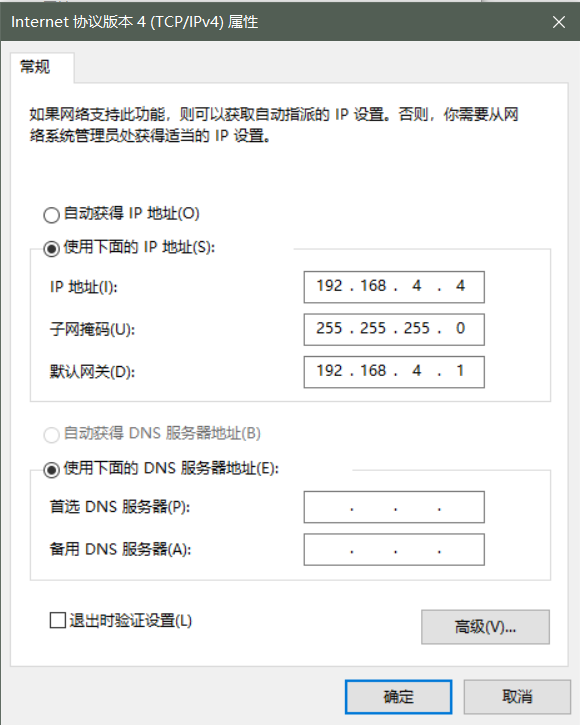 Internet 协议版本 4 (TCP/IPv4) 属性
常规
如果网络支持此功能，则可以获取自动指派的 IP 设置。否则，你需要从网
络系统管理员处获得适当的 IP 设置。
自动获得 IP 地址(O)
使用下面的 IP 地址(S):
IP 地址(I): 192 . 168 . 4 . 4
子网掩码(U): 255 . 255 . 255 . 0
默认网关(D): 192 . 168 . 4 . 1
自动获得 DNS 服务器地址(B)
使用下面的 DNS 服务器地址(E):
首选 DNS 服务器(P): . . .
备用 DNS 服务器(A): . . .
退出时验证设置(L)
高级(V)...
确定 取消